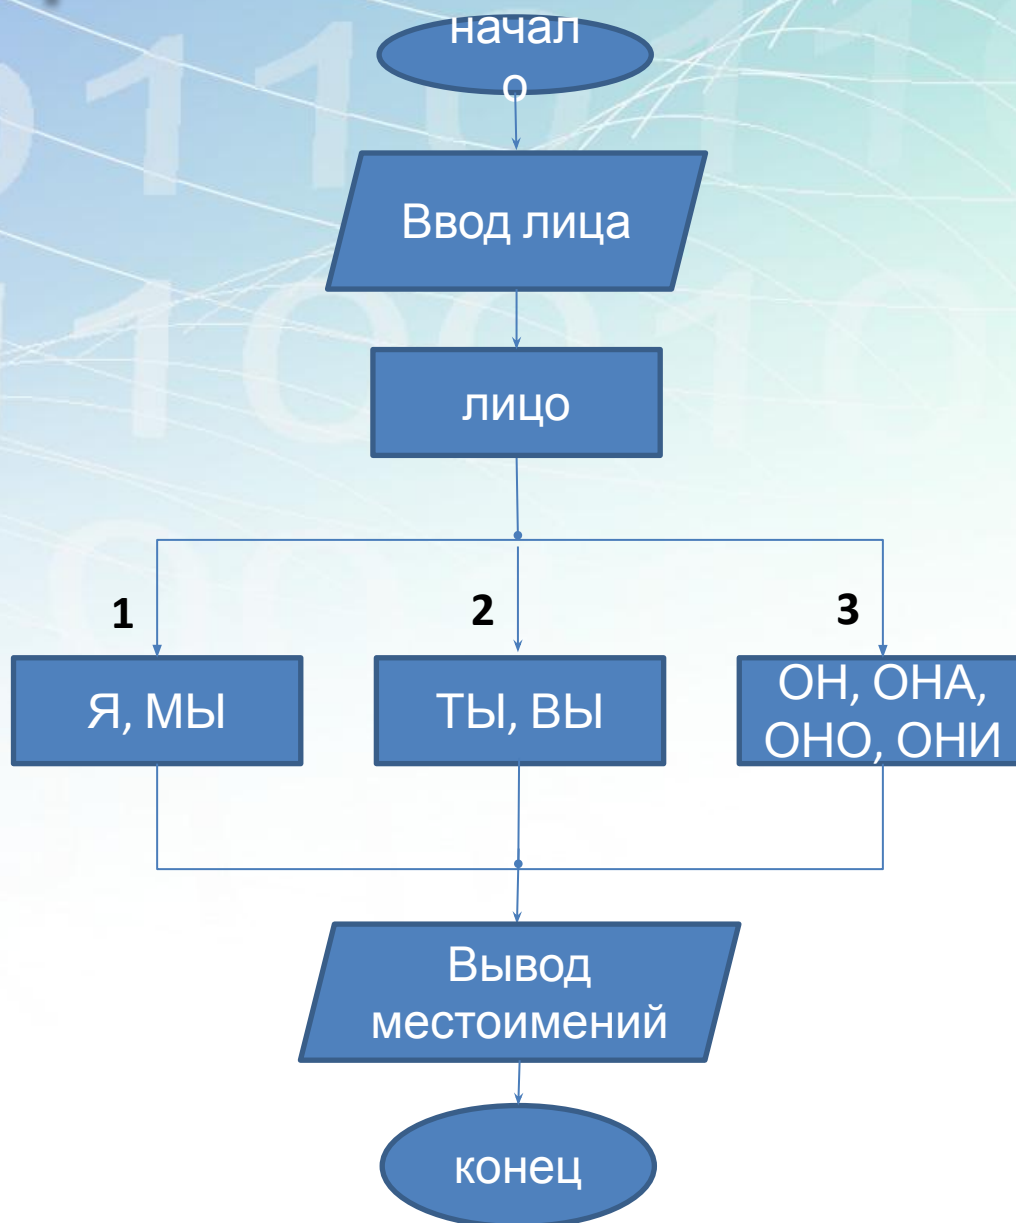 начал
о
Ввод лица
лицо
1
2
3
Я, МЫ
ТЫ, ВЫ
ОН, ОНА,
ОНО, ОНИ
Вывод
местоимений
конец